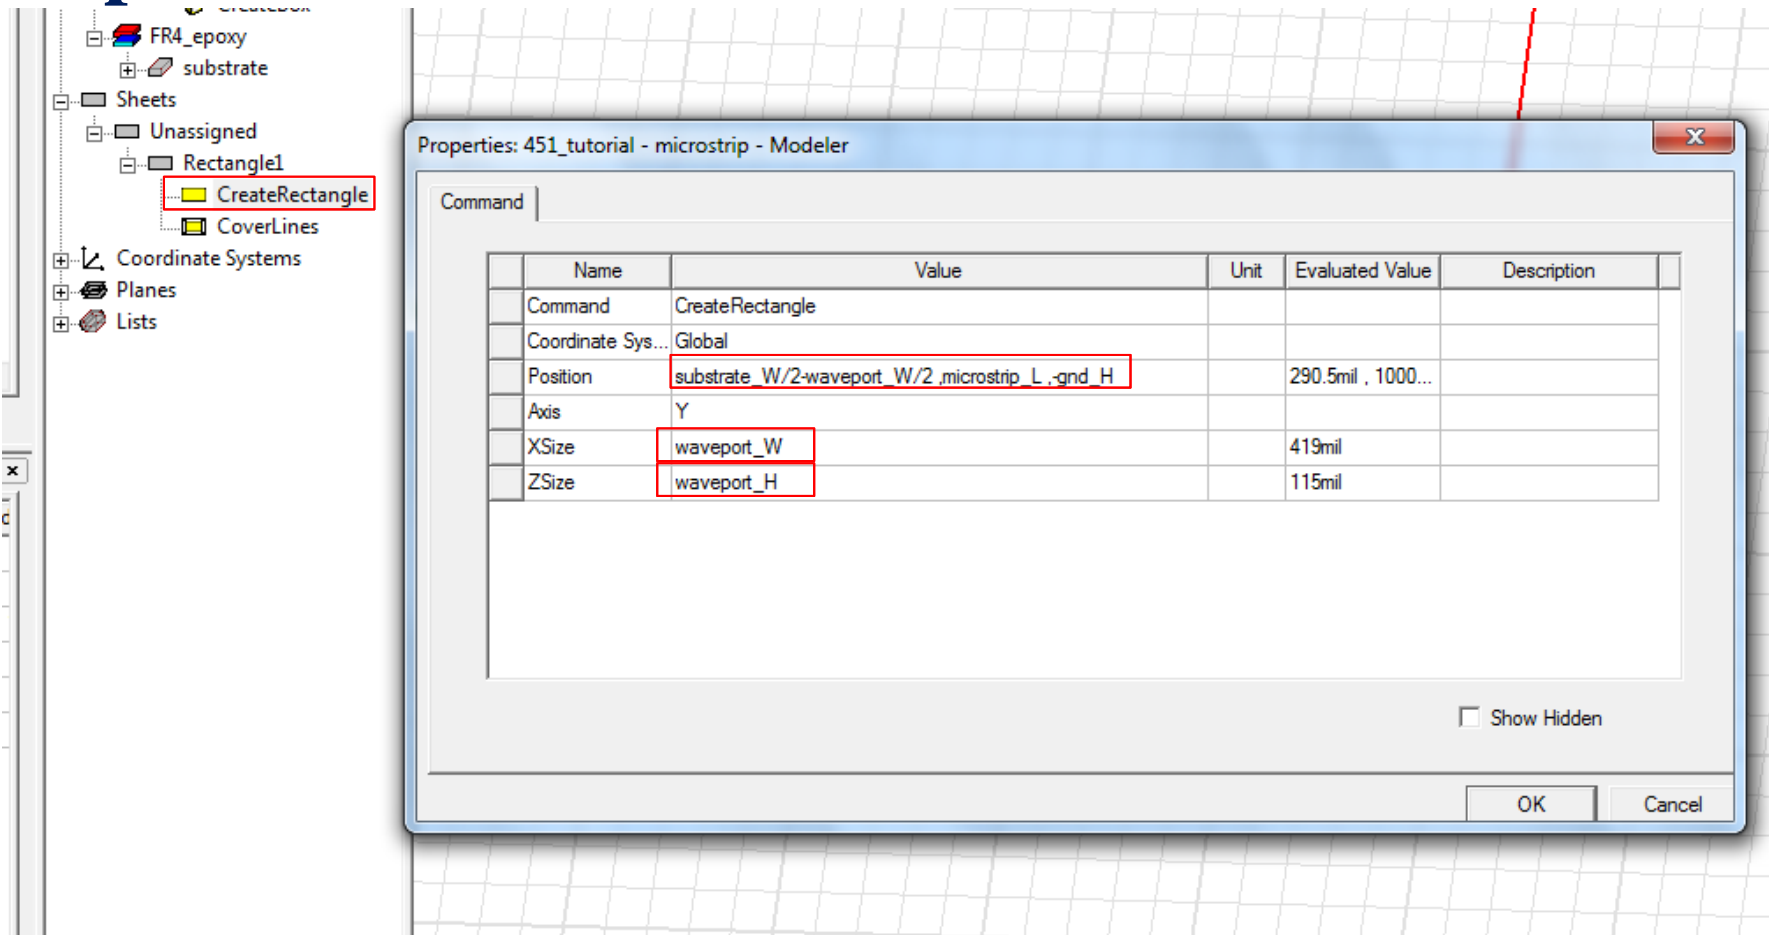 FR4_epoxy
substrate
Sheets
Unassigned
Rectangle1
CreateRectangle
CoverLines
Coordinate Systems
Planes
Lists
Properties: 451_tutorial - microstrip - Modeler
Command
Name Value Unit Evaluated Value Description
Command CreateRectangle
Coordinate Sys... Global
Position substrate_W/2-waveport_W/2 ,microstrip_L ,-gnd_H 290.5mil , 1000...
Axis Y
XSize waveport_W 419mil
ZSize waveport_H 115mil
Show Hidden
OK Cancel